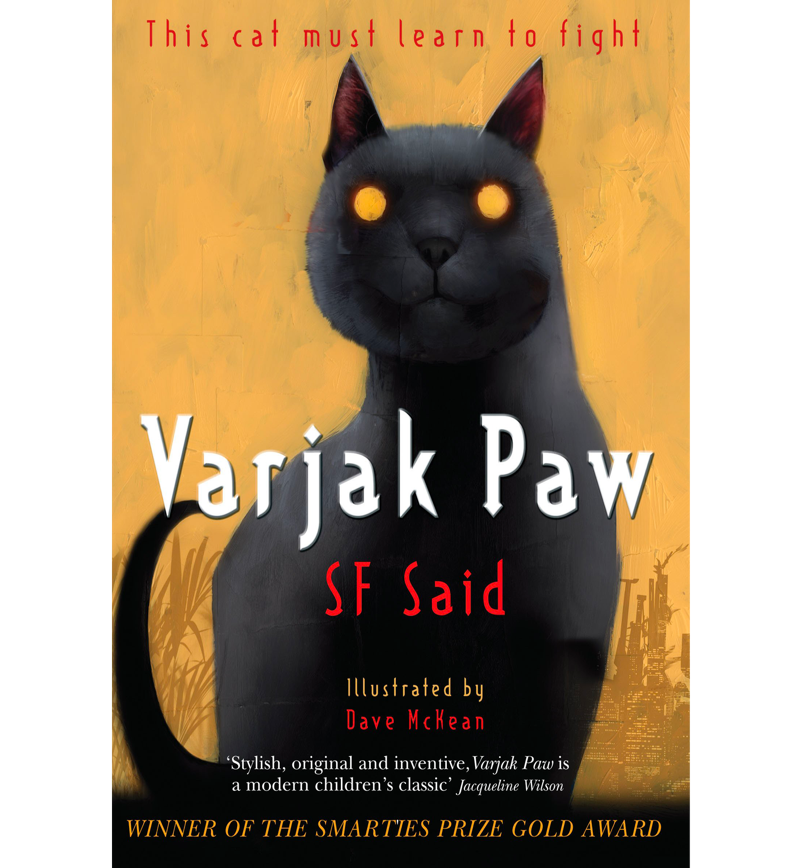 This cat must learn to fight
Varjak Paw
SF Said
Illustrated by
Dave McKean
‘Stylish, original and inventive, Varjak Paw is
a modern children’s classic’ Jacqueline Wilson
WINNER OF THE SMARTIES PRIZE GOLD AWARD